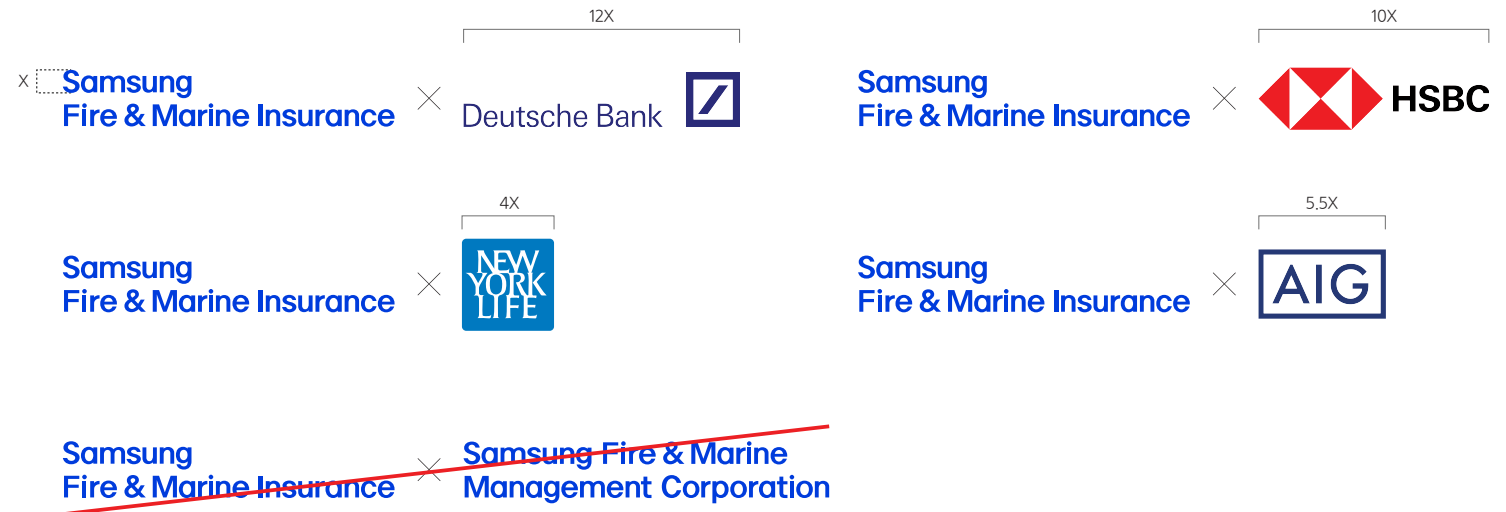 12X
10X
X
Samsung
Fire & Marine Insurance
Deutsche Bank
Samsung
Fire & Marine Insurance
HSBC
4X
5.5X
Samsung
Fire & Marine Insurance
NEW
YORK
LIFE
Samsung
Fire & Marine Insurance
AIG
Samsung
Fire & Marine Insurance
Samsung Fire & Marine
Management Corporation